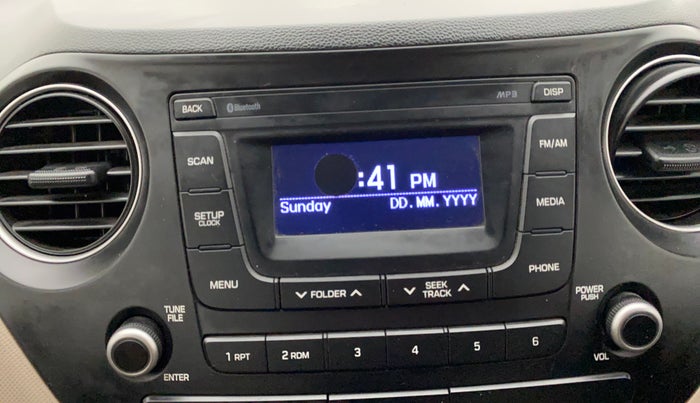 BACK
Bluetooth
MP3
DISP
SCAN
FM/AM
:41 PM
Sunday DD.MM.YYYY
SETUP
CLOCK
MEDIA
MENU
FOLDER
SEEK
TRACK
PHONE
TUNE
FILE
POWER
PUSH
1 RPT
2 RDM
3
4
5
6
ENTER
VOL